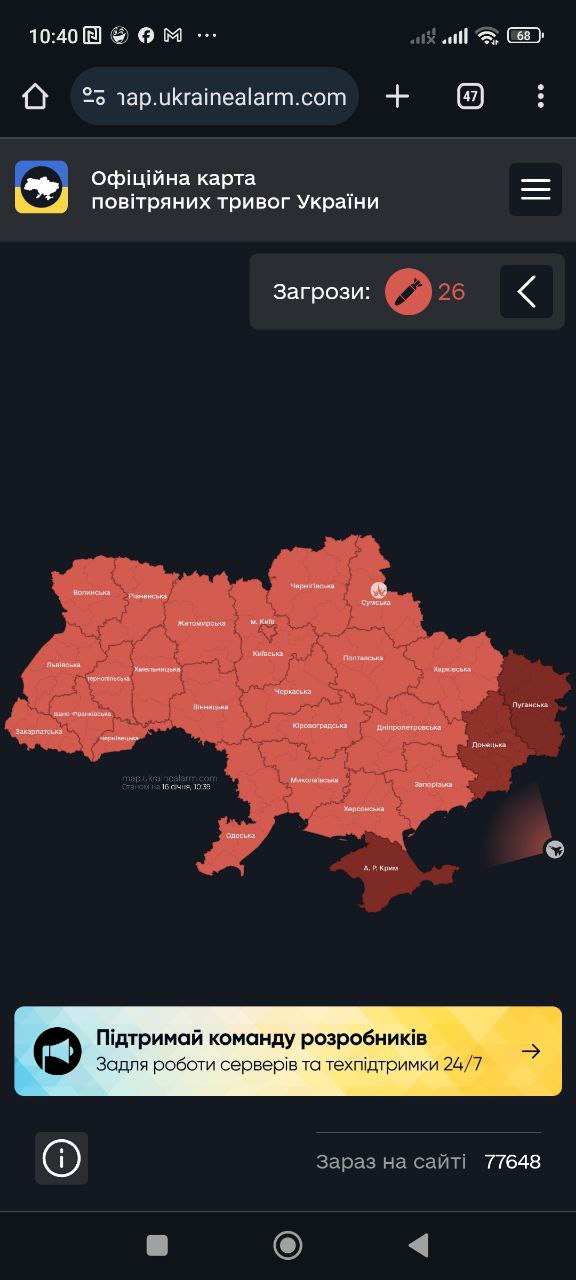 10:40
68
map.ukrainealarm.com
47
Офіційна карта
повітряних тривог України
Загрози: 26
Чернігівська
Волинська
Рівненська
Сумська
Житомирська
м. Київ
Київська
Полтавська
Львівська
Хмельницька
Харківська
Тернопільська
Черкаська
Луганська
Вінницька
Івано-Франківська
Кіровоградська
Дніпропетровська
Закарпатська
Чернівецька
Донецька
map.ukrainealarm.com
Станом на 16 січня, 10:39
Миколаївська
Запорізька
Херсонська
Одеська
А. Р. Крим
Підтримай команду розробників
Задля роботи серверів та техпідтримки 24/7
Зараз на сайті 77648